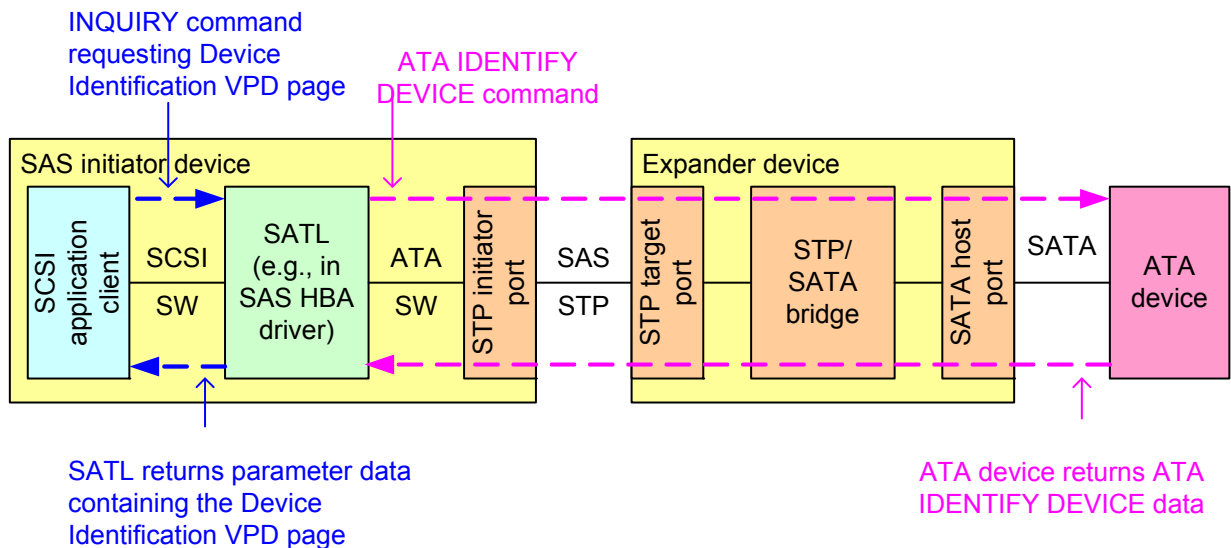 INQUIRY command
requesting Device
Identification VPD page
ATA IDENTIFY
DEVICE command
SAS initiator device
Expander device
SCSI
application
client
SCSI
SW
SATL
(e.g., in
SAS HBA
driver)
ATA
SW
STP initiator
port
SAS
STP
STP target
port
STP/
SATA
bridge
SATA host
port
SATA
ATA
device
SATL returns parameter data
containing the Device
Identification VPD page
ATA device returns ATA
IDENTIFY DEVICE data